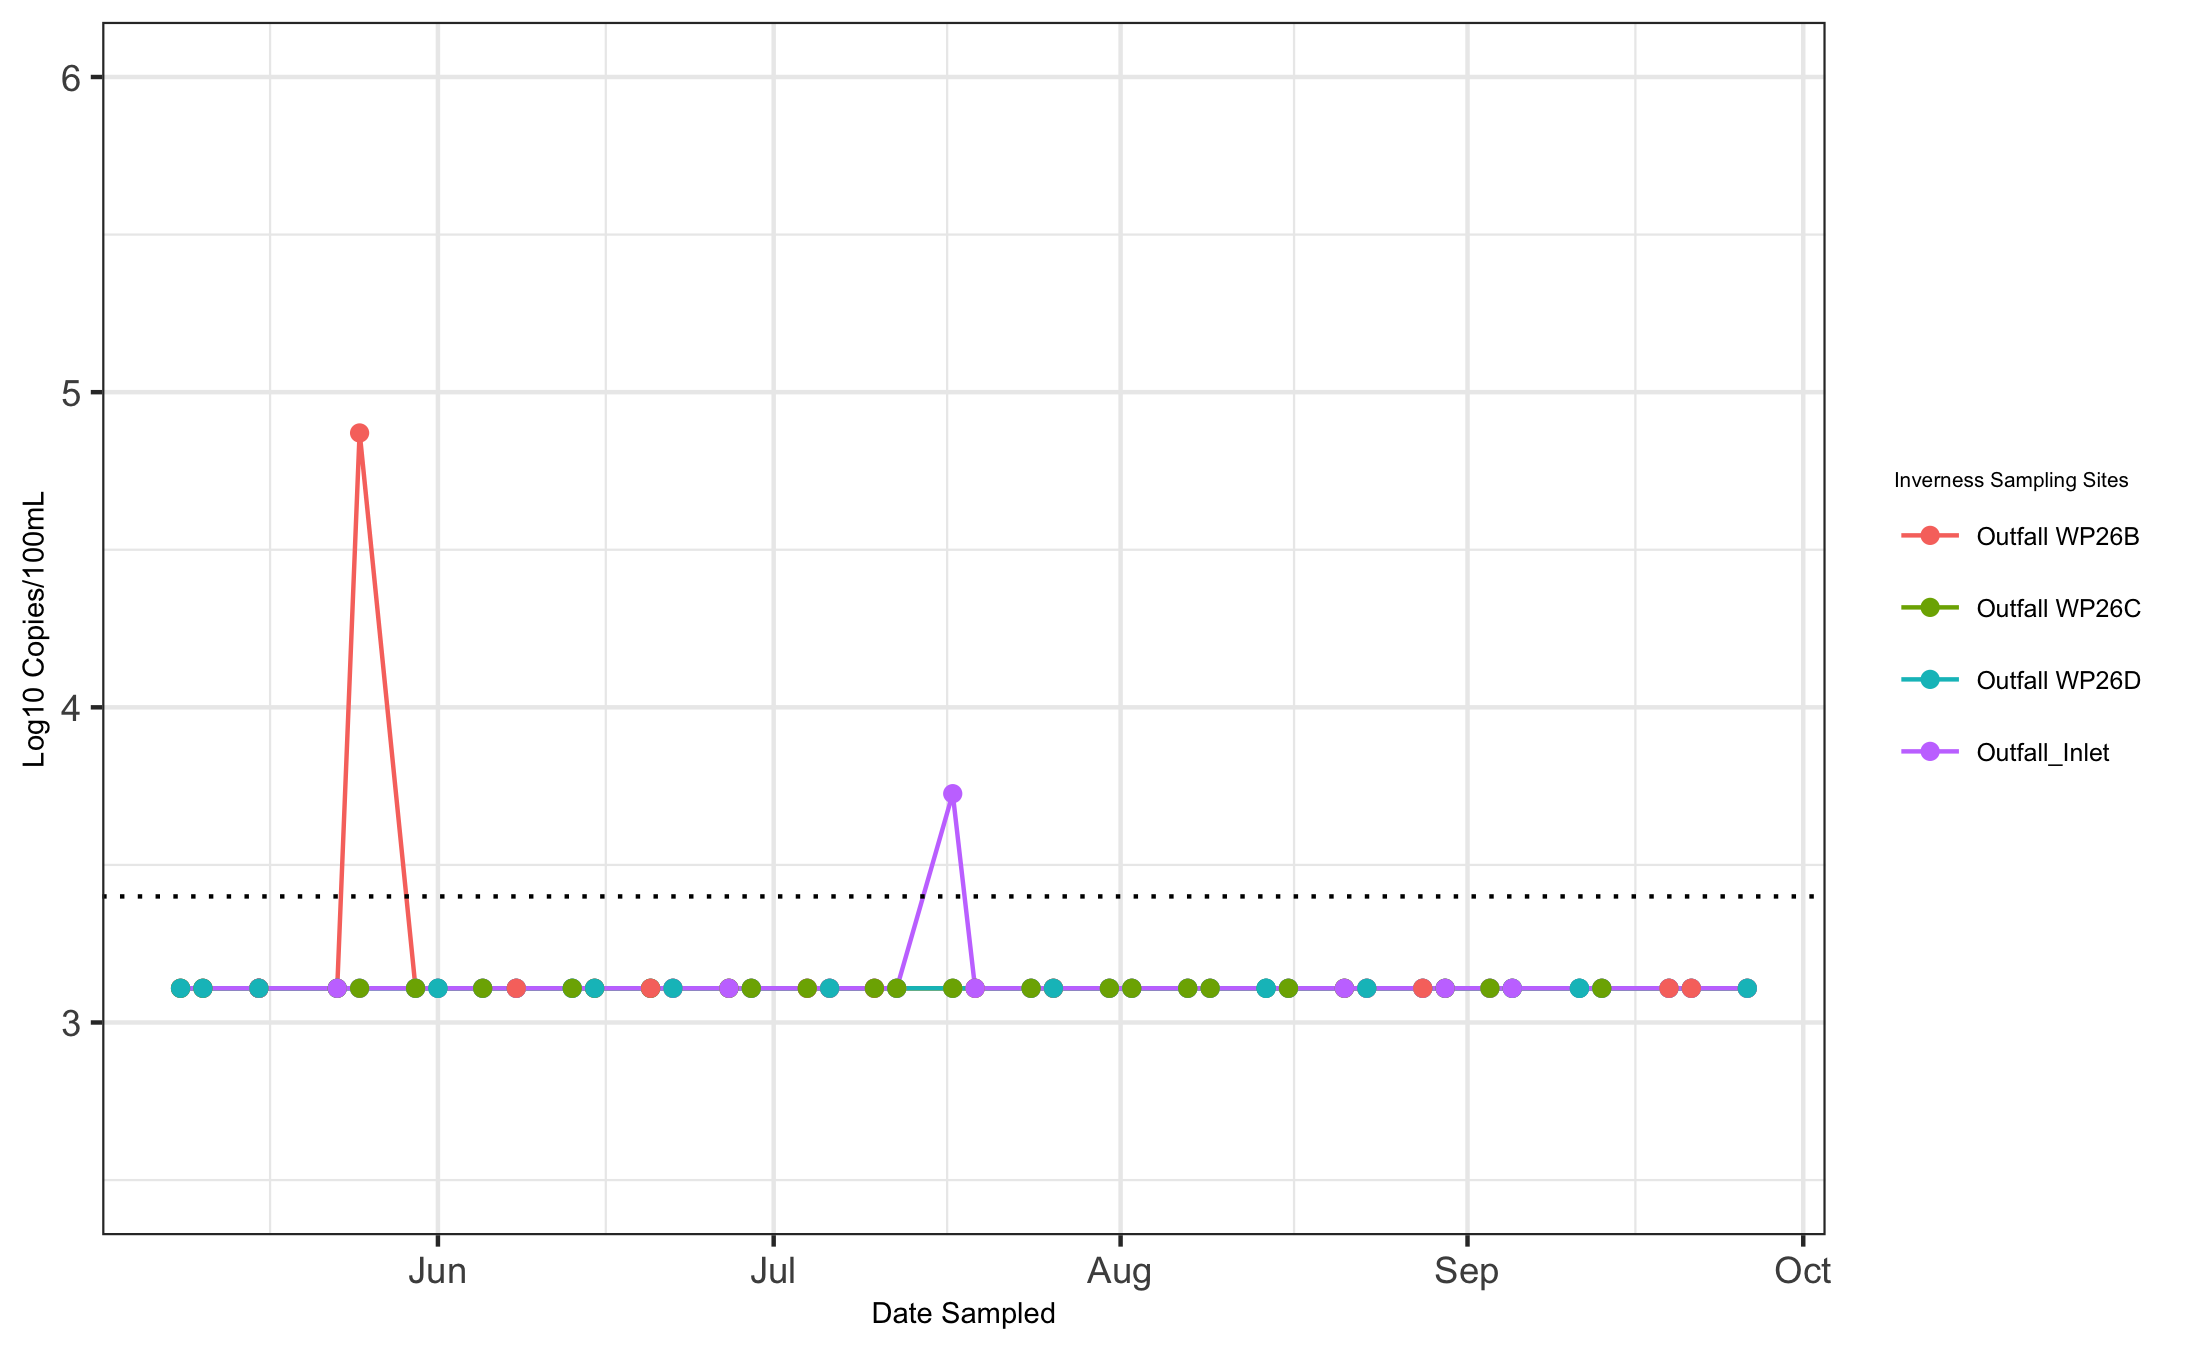 6
5
4
3
Log10 Copies/100mL
Jun
Jul
Aug
Sep
Oct
Date Sampled
Inverness Sampling Sites
Outfall WP26B
Outfall WP26C
Outfall WP26D
Outfall_Inlet